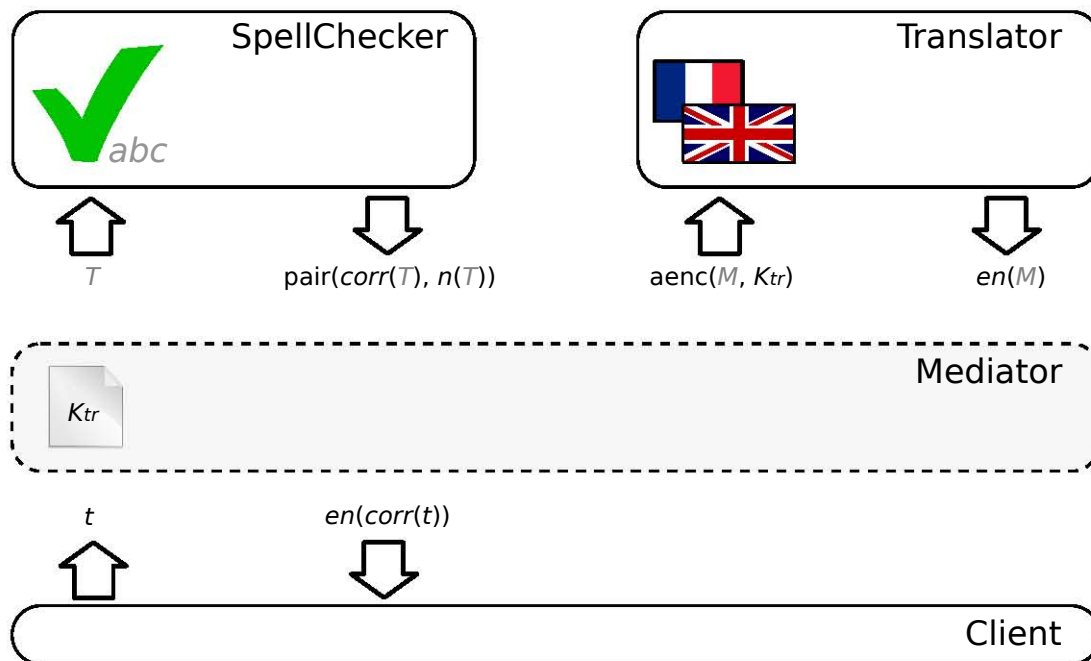 SpellChecker
Translator
abc
T
pair(corr(T), n(T))
aenc(M, Ktr)
en(M)
Mediator
Ktr
t
en(corr(t))
Client